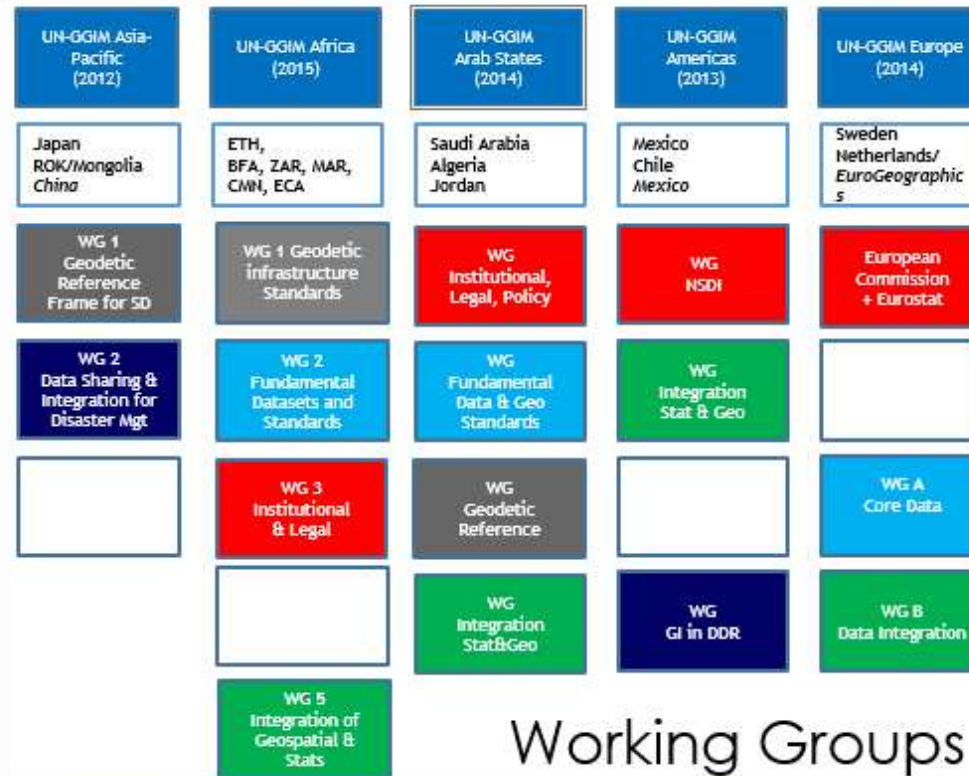 UN-GGIM Asia-
Pacific
(2012)
UN-GGIM Africa
(2015)
UN-GGIM
Arab States
(2014)
UN-GGIM
Americas
(2013)
UN-GGIM Europe
(2014)
Japan
ROK/Mongolia
China
ETH,
BFA, ZAR, MAR,
CMN, ECA
Saudi Arabia
Algeria
Jordan
Mexico
Chile
Mexico
Sweden
Netherlands/
EuroGeographic
s
WG 1
Geodetic
Reference
Frame for SD
WG 1 Geodetic
infrastructure
Standards
WG
Institutional,
Legal, Policy
WG
NSDI
European
Commission
+ Eurostat
WG 2
Data Sharing &
Integration for
Disaster Mgt
WG 2
Fundamental
Datasets and
Standards
WG
Fundamental
Data & Geo
Standards
WG
Integration
Stat & Geo
WG 3
Institutional
& Legal
WG
Geodetic
Reference
WG A
Core Data
WG
Integration
Stat&Geo
WG
GI in DDR
WG B
Data Integration
WG 5
Integration of
Geospatial &
Stats
Working Groups